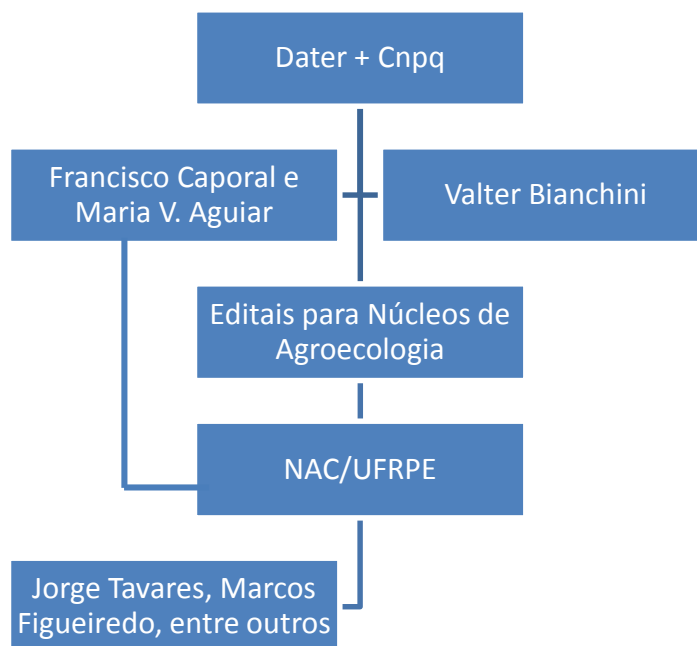 Dater + Cnpq
Francisco Caporal e
Maria V. Aguiar
Valter Bianchini
Editais para Núcleos de
Agroecologia
NAC/UFRPE
Jorge Tavares, Marcos
Figueiredo, entre outros